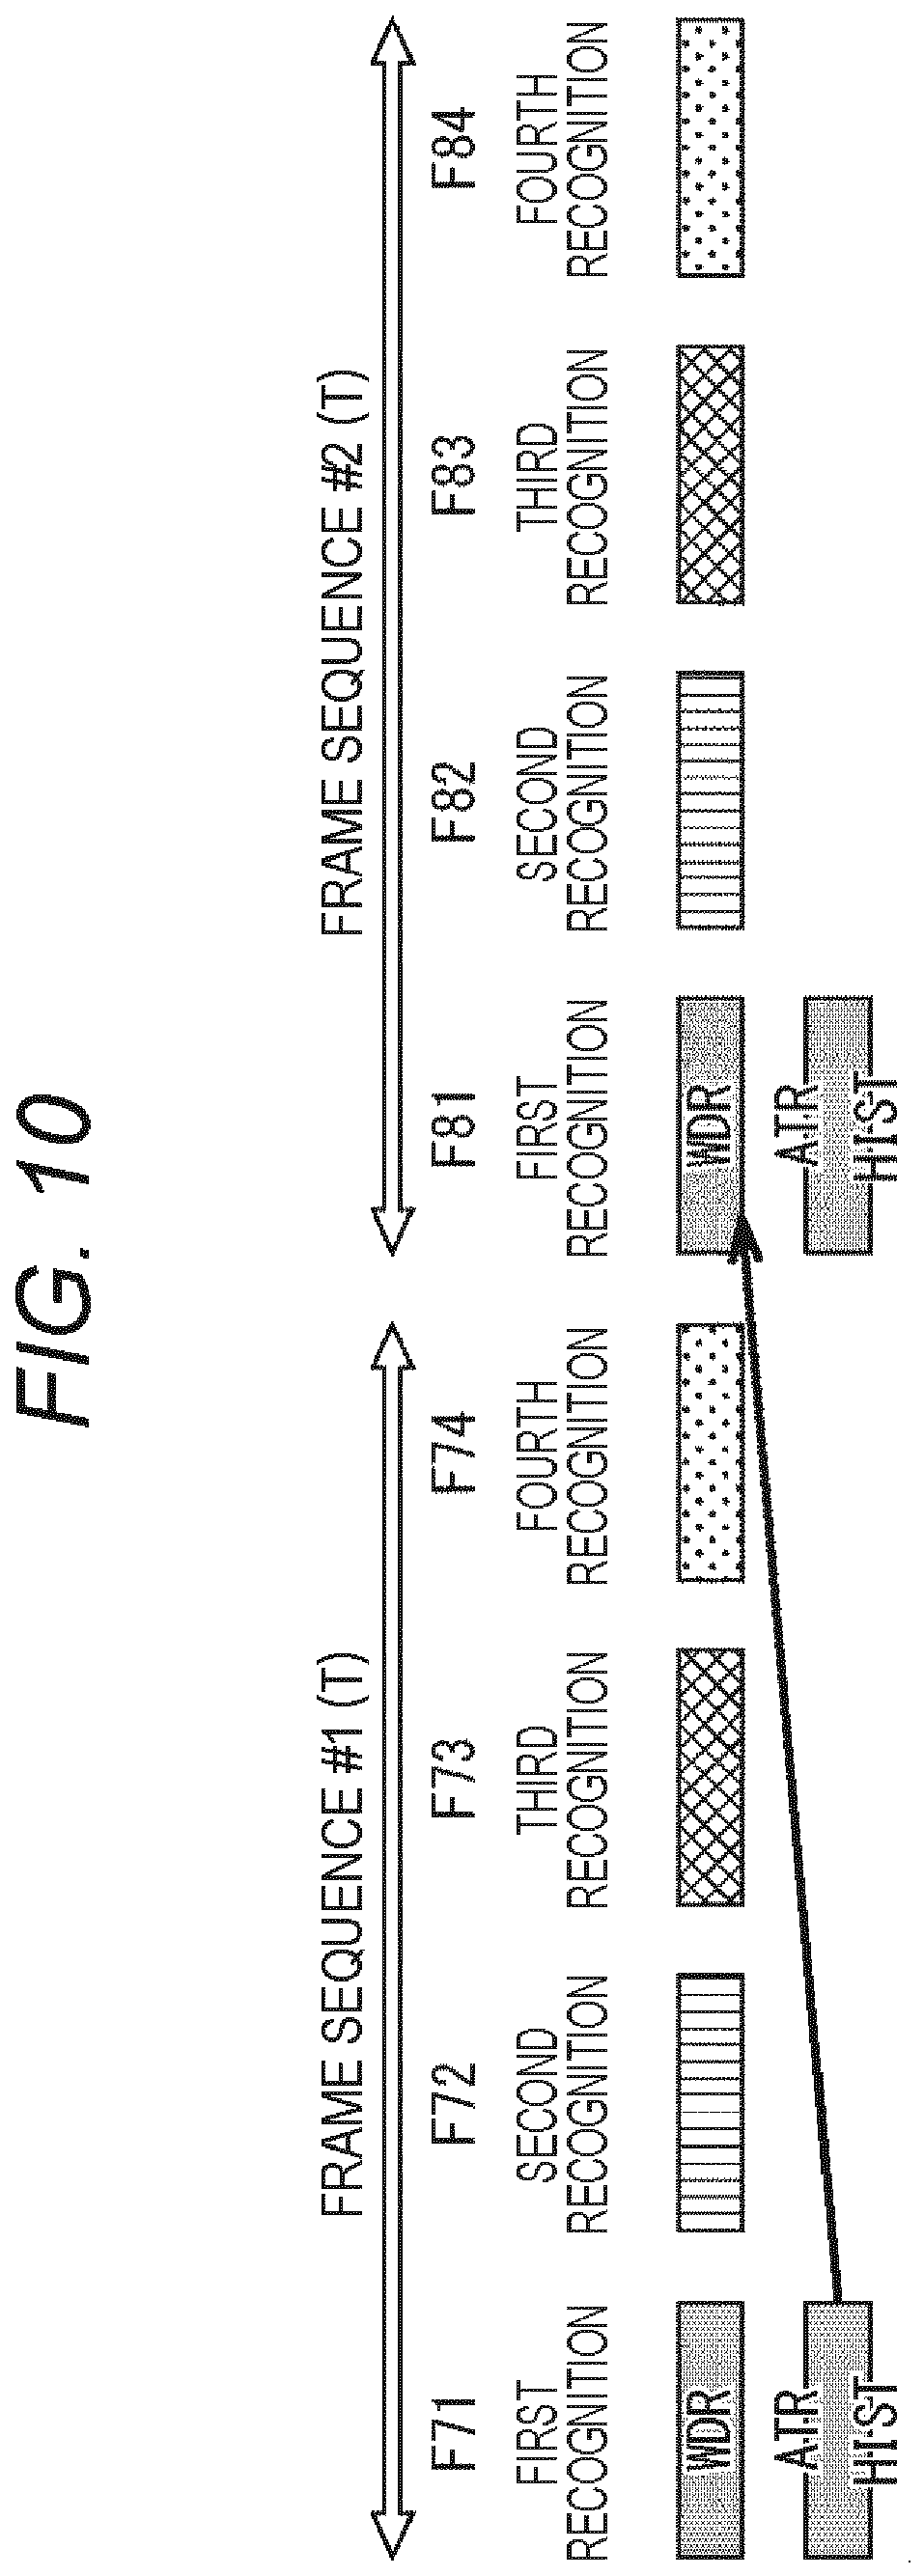 FIG. 10
FRAME SEQUENCE #1 (T)
FRAME SEQUENCE #2 (T)
F71
F72
F73
F74
F81
F82
F83
F84
FIRST
RECOGNITION
SECOND
RECOGNITION
THIRD
RECOGNITION
FOURTH
RECOGNITION
FIRST
RECOGNITION
SECOND
RECOGNITION
THIRD
RECOGNITION
FOURTH
RECOGNITION
WDR
WDR
ATR
HIST
ATR
HIST